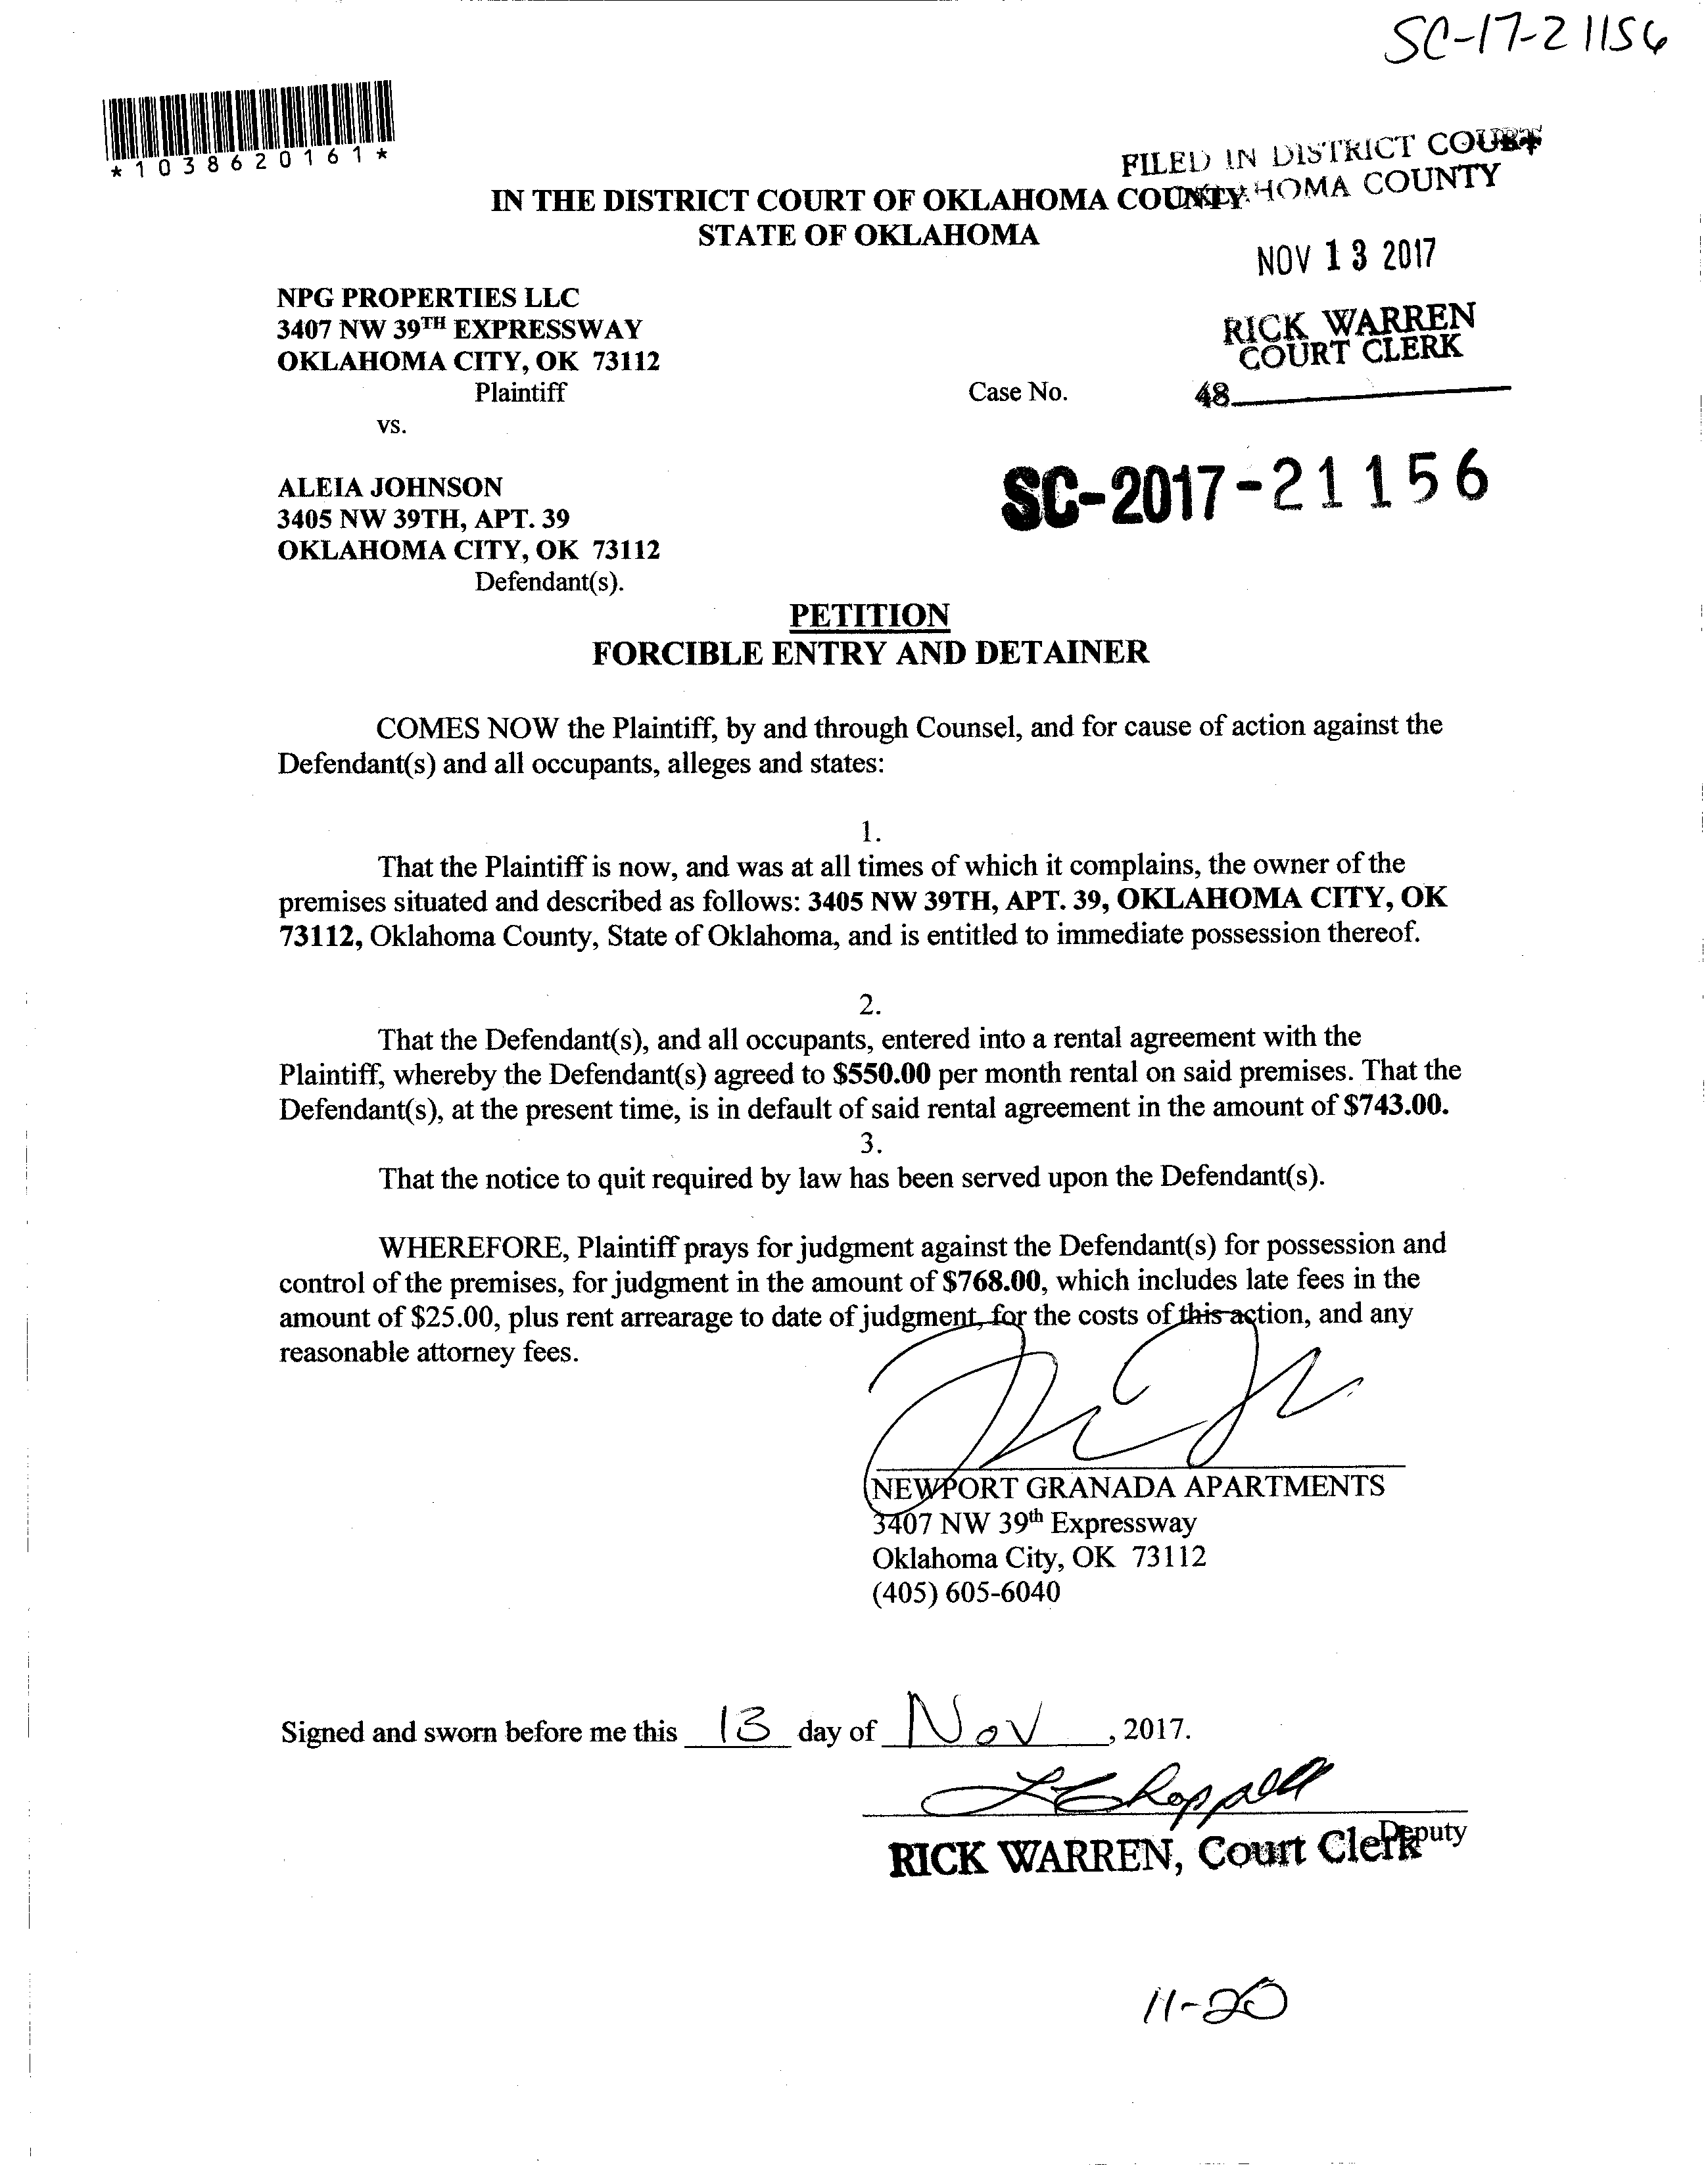 SC-17-21156
*1038620161*
FILED IN DISTRICT COURT
OKLAHOMA COUNTY
IN THE DISTRICT COURT OF OKLAHOMA COUNTY
STATE OF OKLAHOMA
NOV 13 2017
NPG PROPERTIES LLC
3407 NW 39TH EXPRESSWAY
OKLAHOMA CITY, OK 73112
Plaintiff
RICK WARREN
COURT CLERK
Case No.
48
vs.
SC-2017-21156
ALEIA JOHNSON
3405 NW 39TH, APT. 39
OKLAHOMA CITY, OK 73112
Defendant(s).
PETITION
FORCIBLE ENTRY AND DETAINER
COMES NOW the Plaintiff, by and through Counsel, and for cause of action against the
Defendant(s) and all occupants, alleges and states:
1.
That the Plaintiff is now, and was at all times of which it complains, the owner of the
premises situated and described as follows: 3405 NW 39TH, APT. 39, OKLAHOMA CITY, OK
73112, Oklahoma County, State of Oklahoma, and is entitled to immediate possession thereof.
2.
That the Defendant(s), and all occupants, entered into a rental agreement with the
Plaintiff, whereby the Defendant(s) agreed to $550.00 per month rental on said premises. That the
Defendant(s), at the present time, is in default of said rental agreement in the amount of $743.00.
3.
That the notice to quit required by law has been served upon the Defendant(s).
WHEREFORE, Plaintiff prays for judgment against the Defendant(s) for possession and
control of the premises, for judgment in the amount of $768.00, which includes late fees in the
amount of $25.00, plus rent arrearage to date of judgment, for the costs of this action, and any
reasonable attorney fees.
NEWPORT GRANADA APARTMENTS
3407 NW 39th Expressway
Oklahoma City, OK 73112
(405) 605-6040
Signed and sworn before me this 13 day of Nov, 2017.
L Chappell
Deputy
RICK WARREN, Court Clerk
11-20